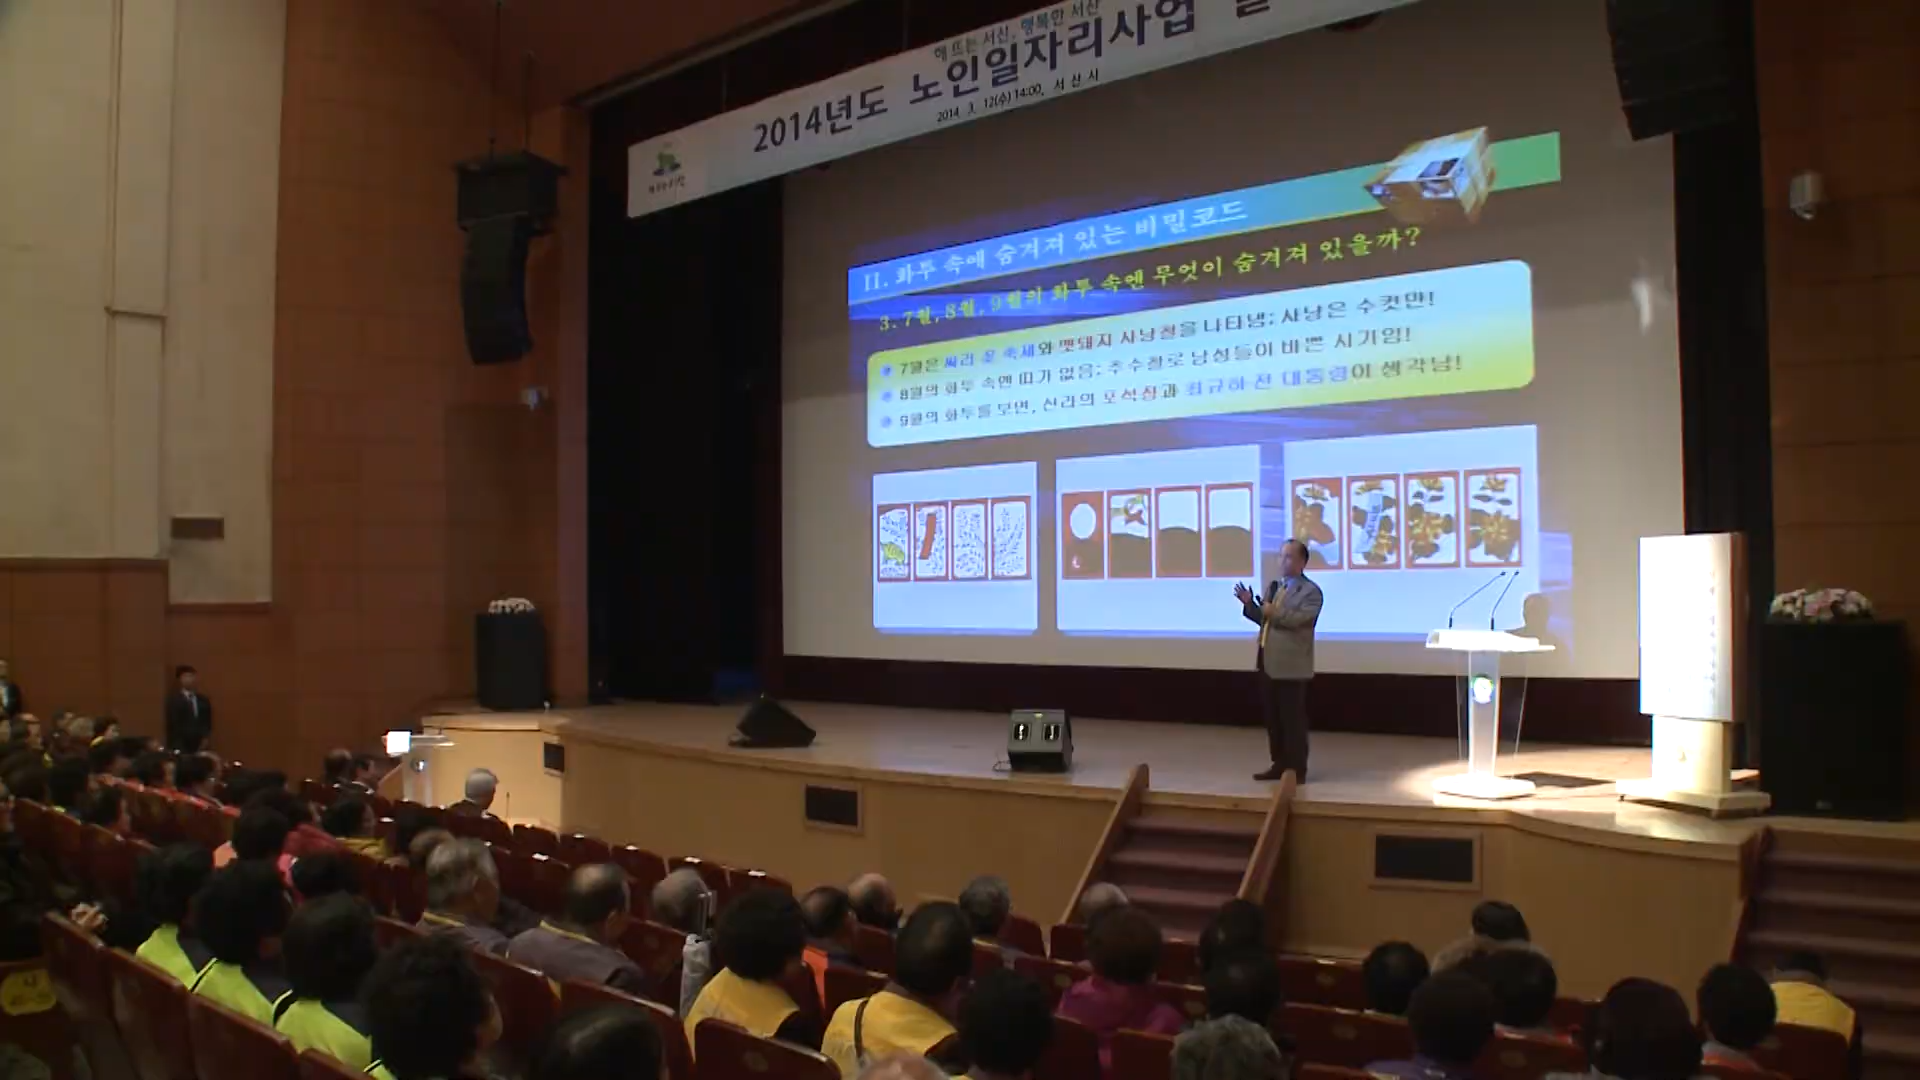 해 뜨는 서산, 행복한 서산
2014년도 노인일자리사업 발
2014. 3. 12(수) 14:00, 서산시
II. 화투 속에 숨겨져 있는 비밀코드
3. 7월, 8월, 9월의 화투 속엔 무엇이 숨겨져 있을까?
7월은 싸리 문 속세와 멧돼지 사냥철을 나타냄; 사냥은 수컷만!
8월의 화투 속엔 띠가 없음; 추수철로 남성들이 바쁜 시기임!
9월의 화투를 보면, 신라의 포석정과 최규하 전 대통령이 생각남!